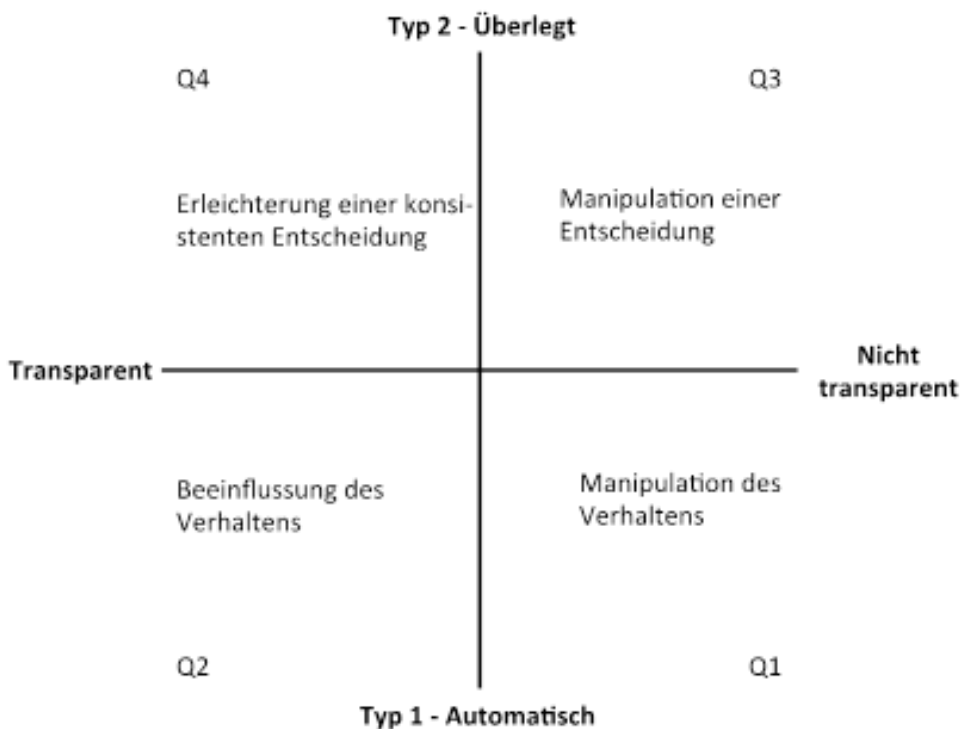 Typ 2 - Überlegt
Q4
Q3
Erleichterung einer konsi-
stenten Entscheidung
Manipulation einer
Entscheidung
Transparent
Nicht
transparent
Beeinflussung des
Verhaltens
Manipulation des
Verhaltens
Q2
Q1
Typ 1 - Automatisch